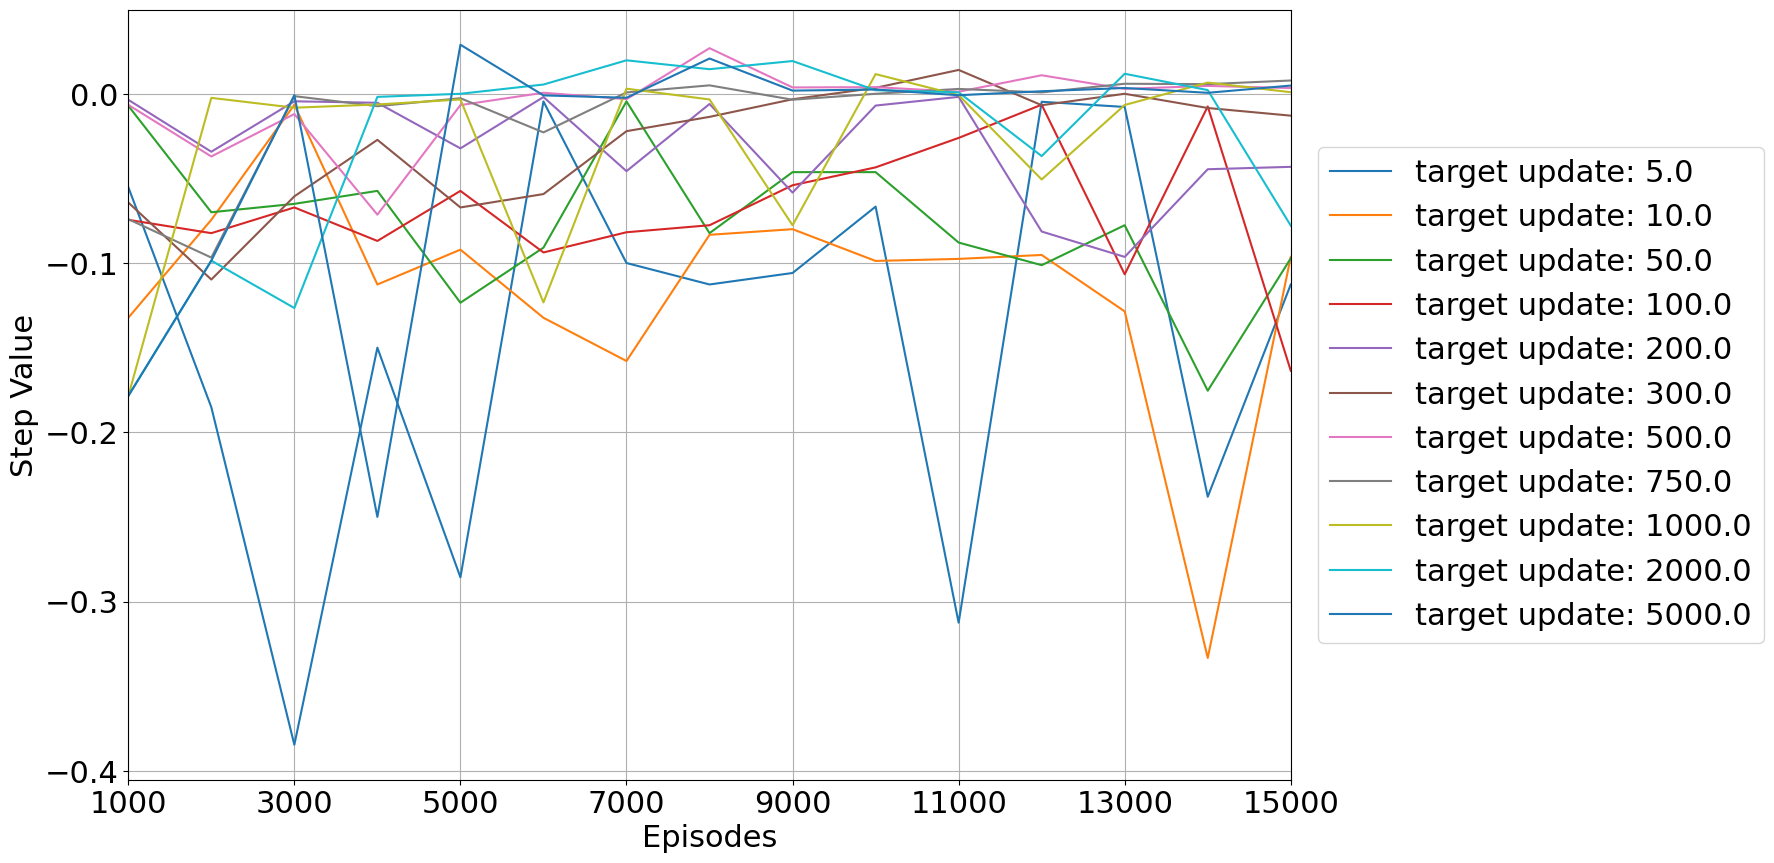 0.0
−0.1
−0.2
−0.3
−0.4
Step Value
1000 3000 5000 7000 9000 11000 13000 15000
Episodes
target update: 5.0
target update: 10.0
target update: 50.0
target update: 100.0
target update: 200.0
target update: 300.0
target update: 500.0
target update: 750.0
target update: 1000.0
target update: 2000.0
target update: 5000.0